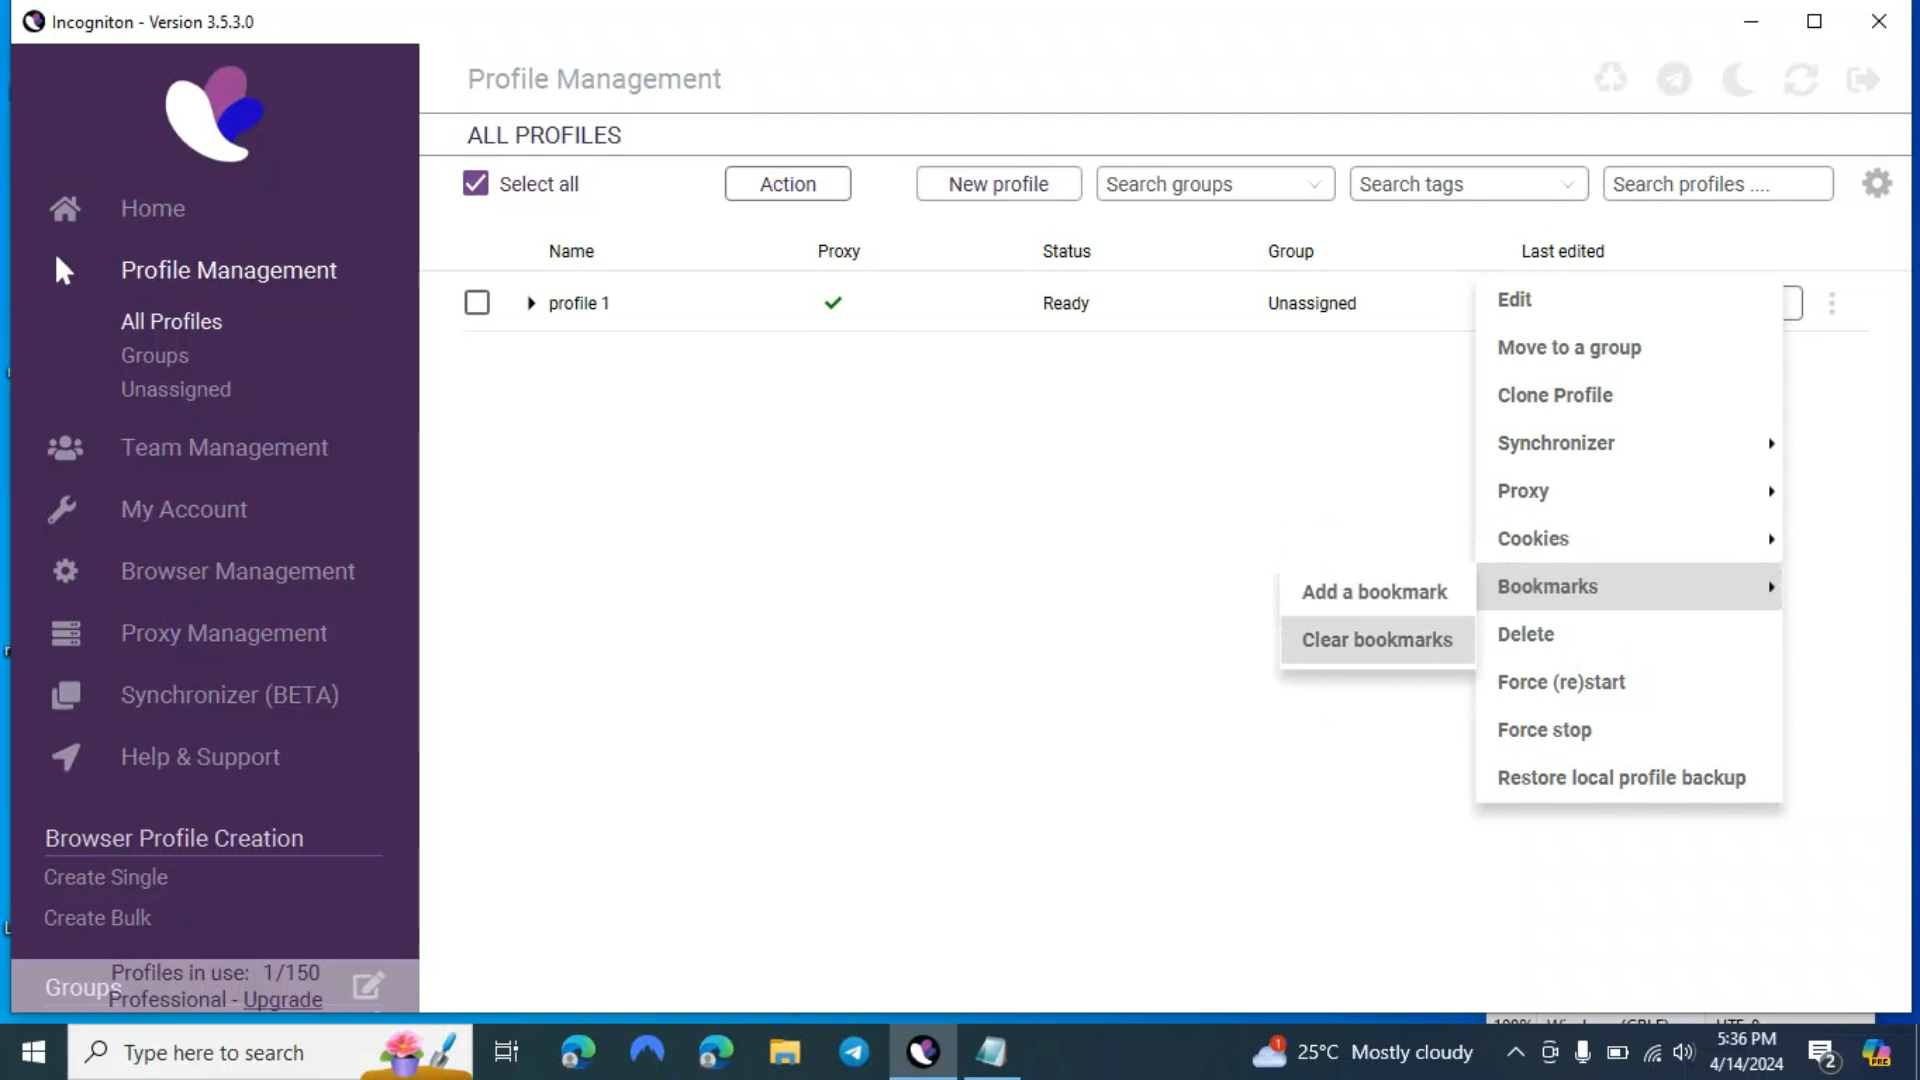 Incogniton - Version 3.5.3.0
Profile Management
ALL PROFILES
Select all
Action
New profile
Search groups
Search tags
Search profiles ....
Name
Proxy
Status
Group
Last edited
profile 1
Ready
Unassigned
Home
Profile Management
All Profiles
Groups
Unassigned
Team Management
My Account
Browser Management
Proxy Management
Synchronizer (BETA)
Help & Support
Browser Profile Creation
Create Single
Create Bulk
Groups
Profiles in use: 1/150
Professional - Upgrade
Edit
Move to a group
Clone Profile
Synchronizer
Proxy
Cookies
Bookmarks
Add a bookmark
Clear bookmarks
Delete
Force (re)start
Force stop
Restore local profile backup
Type here to search
25°C Mostly cloudy
1
5:36 PM
4/14/2024
2
PRE